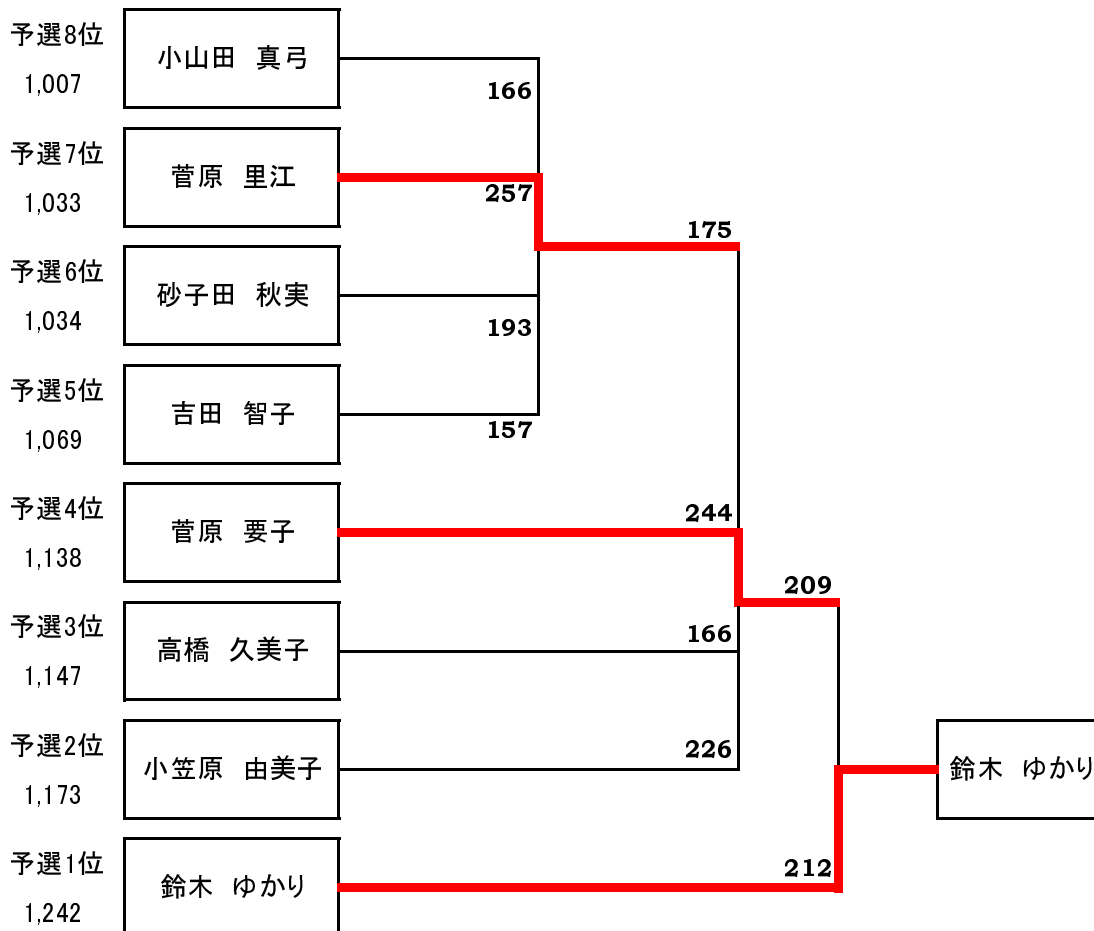 予選8位
小山田 真弓
1,007
166
予選7位
菅原 里江
1,033
257
175
予選6位
砂子田 秋実
1,034
193
予選5位
吉田 智子
1,069
157
予選4位
菅原 要子
1,138
244
209
予選3位
高橋 久美子
1,147
166
予選2位
小笠原 由美子
1,173
226
鈴木 ゆかり
予選1位
鈴木 ゆかり
1,242
212